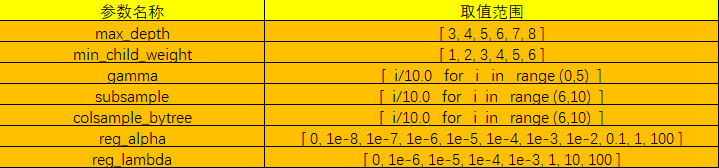 参数名称 取值范围
max_depth [ 3, 4, 5, 6, 7, 8 ]
min_child_weight [ 1, 2, 3, 4, 5, 6 ]
gamma [ i/10.0 for i in range (0,5) ]
subsample [ i/10.0 for i in range (6,10) ]
colsample_bytree [ i/10.0 for i in range (6,10) ]
reg_alpha [ 0, 1e-8, 1e-7, 1e-6, 1e-5, 1e-4, 1e-3, 1e-2, 0.1, 1, 100 ]
reg_lambda [ 0, 1e-6, 1e-5, 1e-4, 1e-3, 1, 10, 100 ]